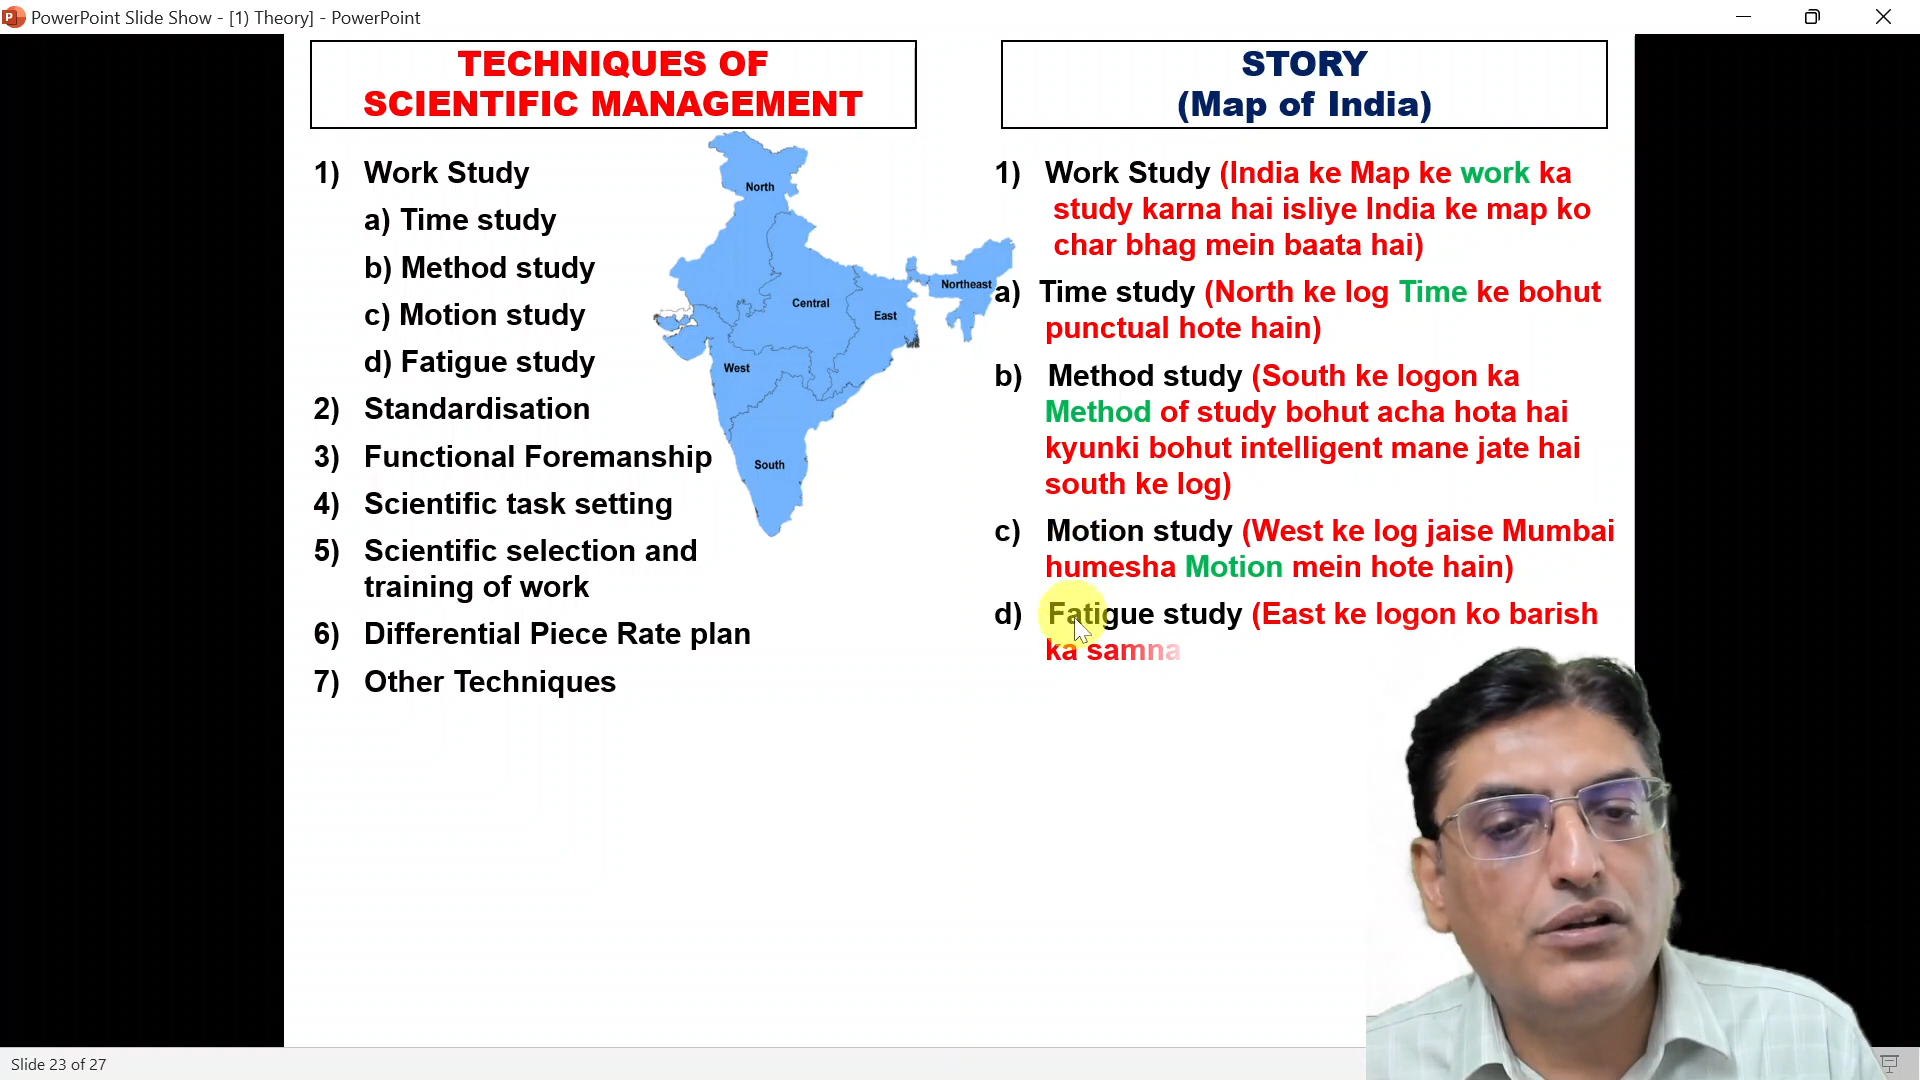 PowerPoint Slide Show - [1) Theory] - PowerPoint
TECHNIQUES OF
SCIENTIFIC MANAGEMENT
1) Work Study
a) Time study
b) Method study
c) Motion study
d) Fatigue study
2) Standardisation
3) Functional Foremanship
4) Scientific task setting
5) Scientific selection and
training of work
6) Differential Piece Rate plan
7) Other Techniques
North
Central
East
Northeast
West
South
STORY
(Map of India)
1) Work Study (India ke Map ke work ka
study karna hai isliye India ke map ko
char bhag mein baata hai)
a) Time study (North ke log Time ke bohut
punctual hote hain)
b) Method study (South ke logon ka
Method of study bohut acha hota hai
kyunki bohut intelligent mane jate hai
south ke log)
c) Motion study (West ke log jaise Mumbai
humesha Motion mein hote hain)
d) Fatigue study (East ke logon ko barish
ka samna
Slide 23 of 27